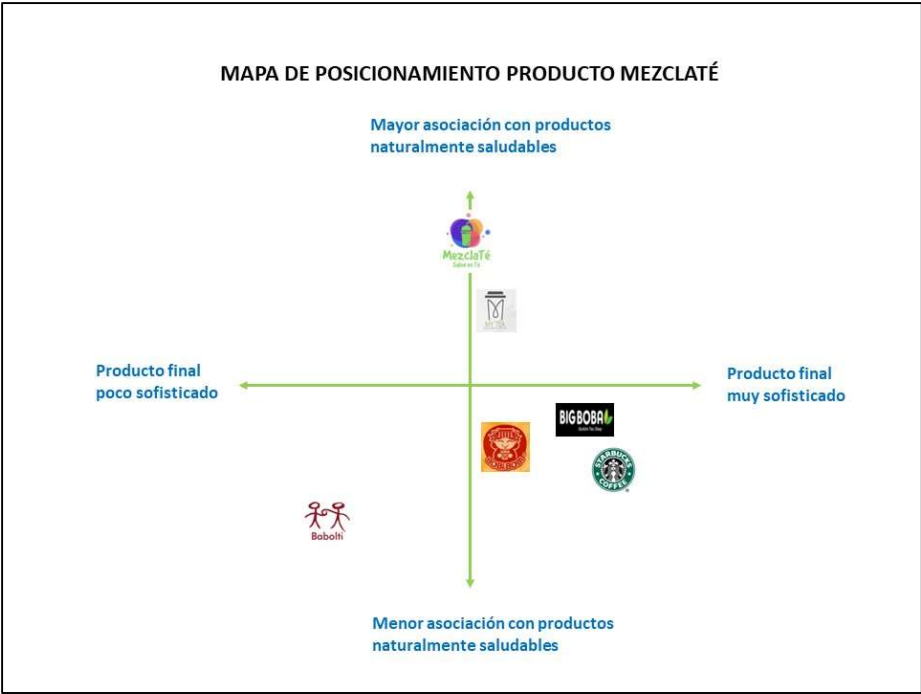 MAPA DE POSICIONAMIENTO PRODUCTO MEZCLATÉ
Mayor asociación con productos
naturalmente saludables
MezclaTé
Producto final
poco sofisticado
Producto final
muy sofisticado
BIGBOBA
STARBUCKS
COFFEE
Bobolti
Menor asociación con productos
naturalmente saludables